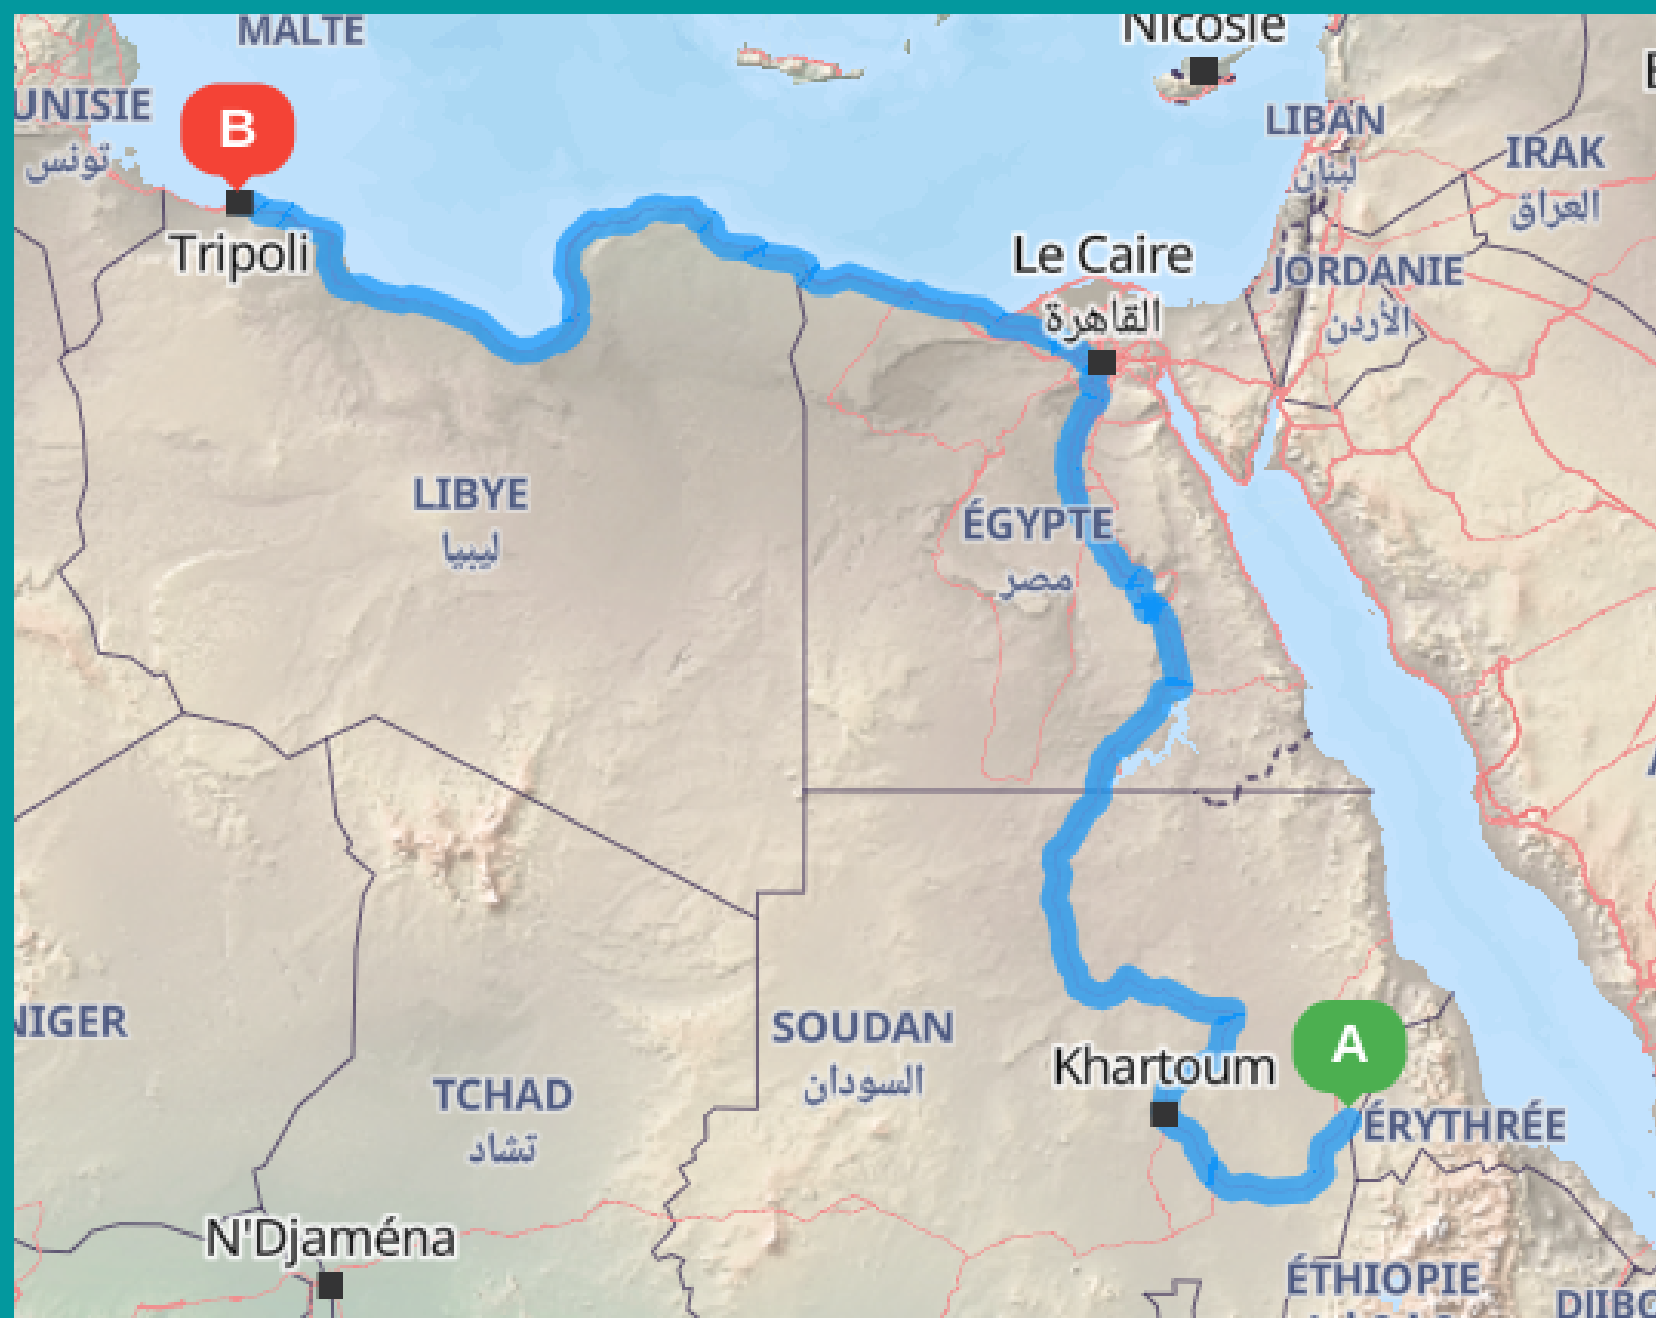 MALTE
Nicosie
UNISIE
تونس
B
LIBAN
لبنان
IRAK
العراق
Tripoli
Le Caire
القاهرة
JORDANIE
الأردن
LIBYE
ليبيا
ÉGYPTE
مصر
NIGER
SOUDAN
السودان
Khartoum
A
TCHAD
تشاد
ÉRYTHRÉE
N'Djaména
ÉTHIOPIE
DJIBO